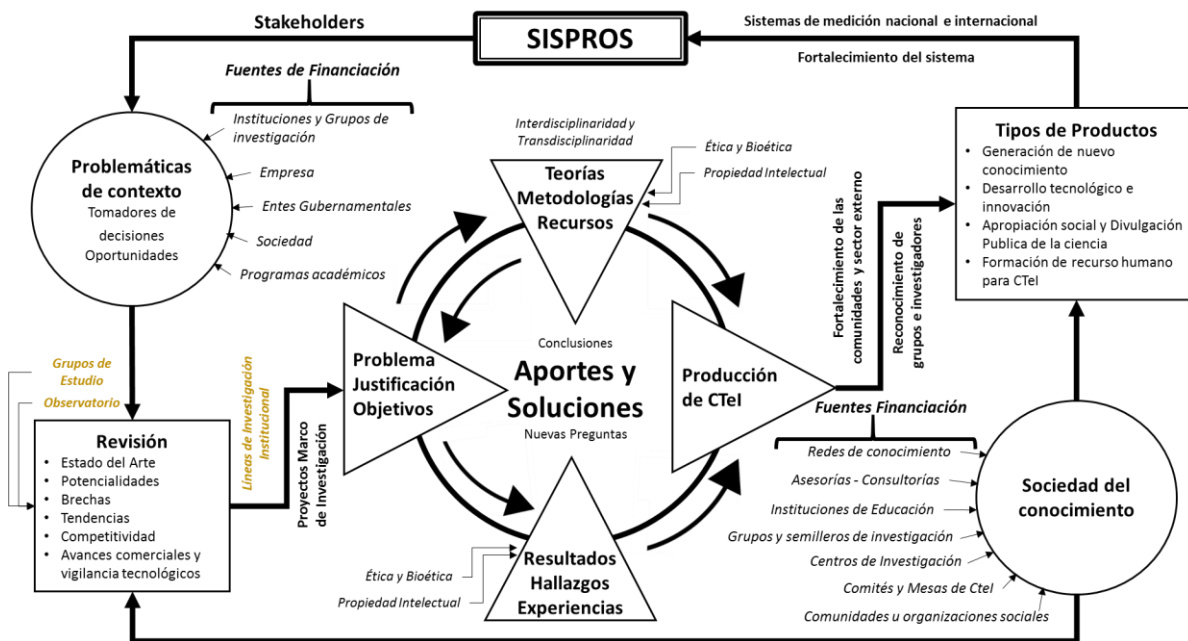 Stakeholders
SISPROS
Sistemas de medición nacional e internacional
Fortalecimiento del sistema
Fuentes de Financiación
Instituciones y Grupos de
investigación
Empresa
Entes Gubernamentales
Sociedad
Programas académicos
Problemáticas
de contexto
Tomadores de
decisiones
Oportunidades
Interdisciplinaridad y
Transdisciplinaridad
Teorías
Metodologías
Recursos
Ética y Bioética
Propiedad Intelectual
Tipos de Productos
• Generación de nuevo
conocimiento
• Desarrollo tecnológico e
innovación
• Apropiación social y Divulgación
Publica de la ciencia
• Formación de recurso humano
para CTeI
Fortalecimiento de las
comunidades y sector externo
Reconocimiento de
grupos e investigadores
Grupos de
Estudio
Observatorio
Revisión
• Estado del Arte
• Potencialidades
• Brechas
• Tendencias
• Competitividad
• Avances comerciales y
vigilancia tecnológicos
Líneas de Investigación
Institucional
Proyectos Marco
de Investigación
Problema
Justificación
Objetivos
Conclusiones
Aportes y
Soluciones
Nuevas Preguntas
Producción
de CTeI
Resultados
Hallazgos
Experiencias
Ética y Bioética
Propiedad Intelectual
Fuentes Financiación
Redes de conocimiento
Asesorías - Consultorías
Instituciones de Educación
Grupos y semilleros de investigación
Centros de Investigación
Comités y Mesas de CteI
Comunidades u organizaciones sociales
Sociedad del
conocimiento